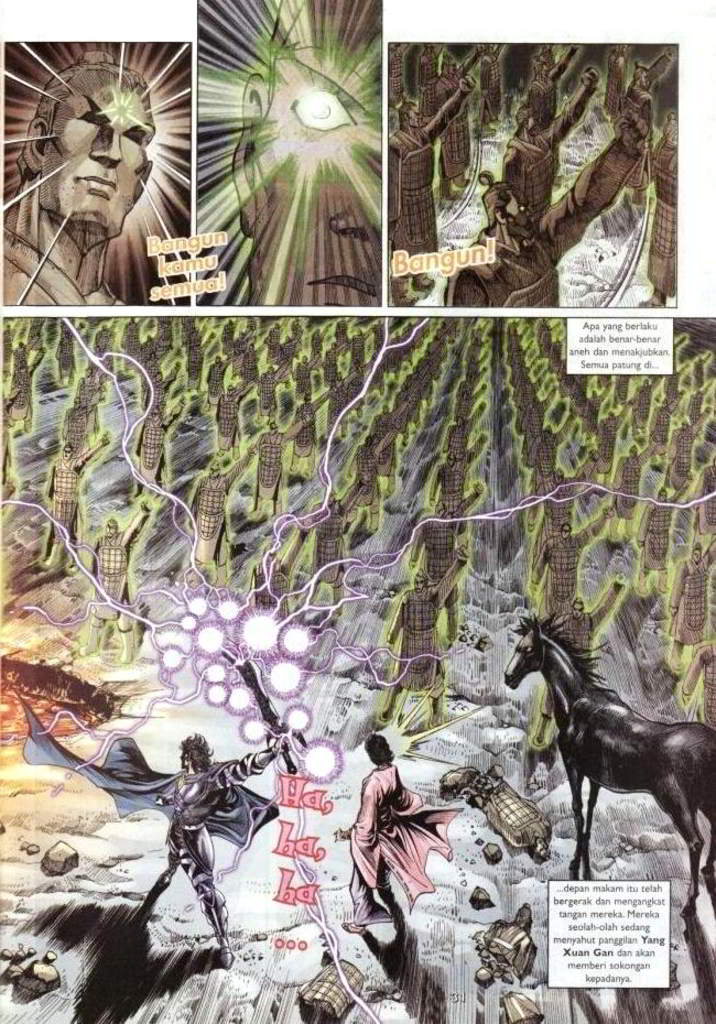 Bangun
kamu
semua!
Bangun!
Apa yang berlaku
adalah benar-benar
aneh dan menakjubkan.
Semua patung di...
Ha,
ha,
ha
...
...depan makam itu telah
bergerak dan mengangkat
tangan mereka. Mereka
seolah-olah sedang
menyahut panggilan Yang
Xuan Gan dan akan
memberi sokongan
kepadanya.
31